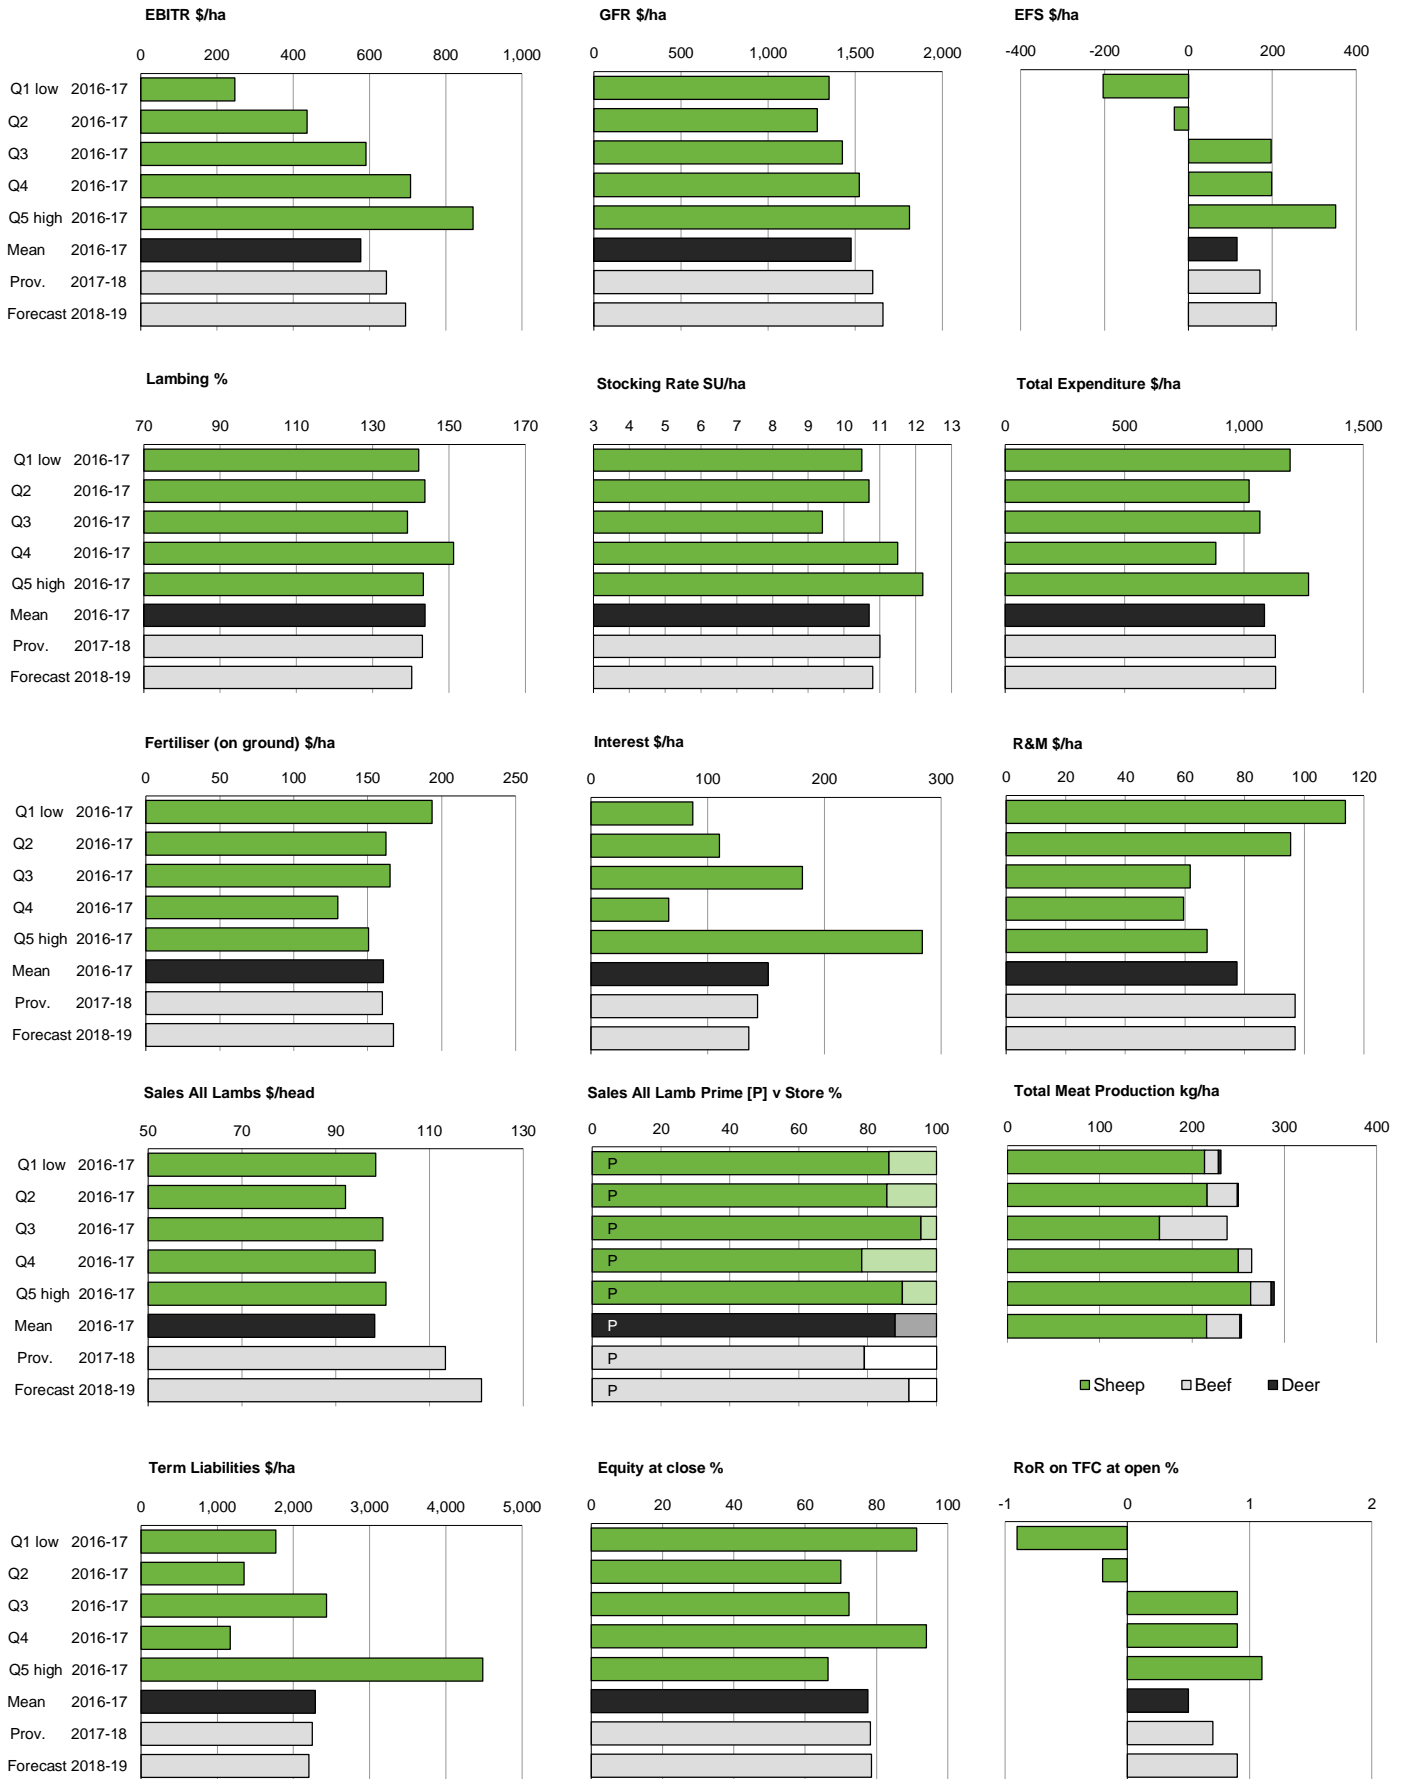 EBITR $/ha
GFR $/ha
EFS $/ha
0 200 400 600 800 1,000
0 500 1,000 1,500 2,000
-400 -200 0 200 400
Q1 low 2016-17
Q2 2016-17
Q3 2016-17
Q4 2016-17
Q5 high 2016-17
Mean 2016-17
Prov. 2017-18
Forecast 2018-19
Lambing %
Stocking Rate SU/ha
Total Expenditure $/ha
70 90 110 130 150 170
3 4 5 6 7 8 9 10 11 12 13
0 500 1,000 1,500
Q1 low 2016-17
Q2 2016-17
Q3 2016-17
Q4 2016-17
Q5 high 2016-17
Mean 2016-17
Prov. 2017-18
Forecast 2018-19
Fertiliser (on ground) $/ha
Interest $/ha
R&M $/ha
0 50 100 150 200 250
0 100 200 300
0 20 40 60 80 100 120
Q1 low 2016-17
Q2 2016-17
Q3 2016-17
Q4 2016-17
Q5 high 2016-17
Mean 2016-17
Prov. 2017-18
Forecast 2018-19
Sales All Lambs $/head
Sales All Lamb Prime [P] v Store %
Total Meat Production kg/ha
50 70 90 110 130
0 20 40 60 80 100
0 100 200 300 400
Q1 low 2016-17 P
Q2 2016-17 P
Q3 2016-17 P
Q4 2016-17 P
Q5 high 2016-17 P
Mean 2016-17 P
Prov. 2017-18 P
Forecast 2018-19 P
Sheep Beef Deer
Term Liabilities $/ha
Equity at close %
RoR on TFC at open %
0 1,000 2,000 3,000 4,000 5,000
0 20 40 60 80 100
-1 0 1 2
Q1 low 2016-17
Q2 2016-17
Q3 2016-17
Q4 2016-17
Q5 high 2016-17
Mean 2016-17
Prov. 2017-18
Forecast 2018-19